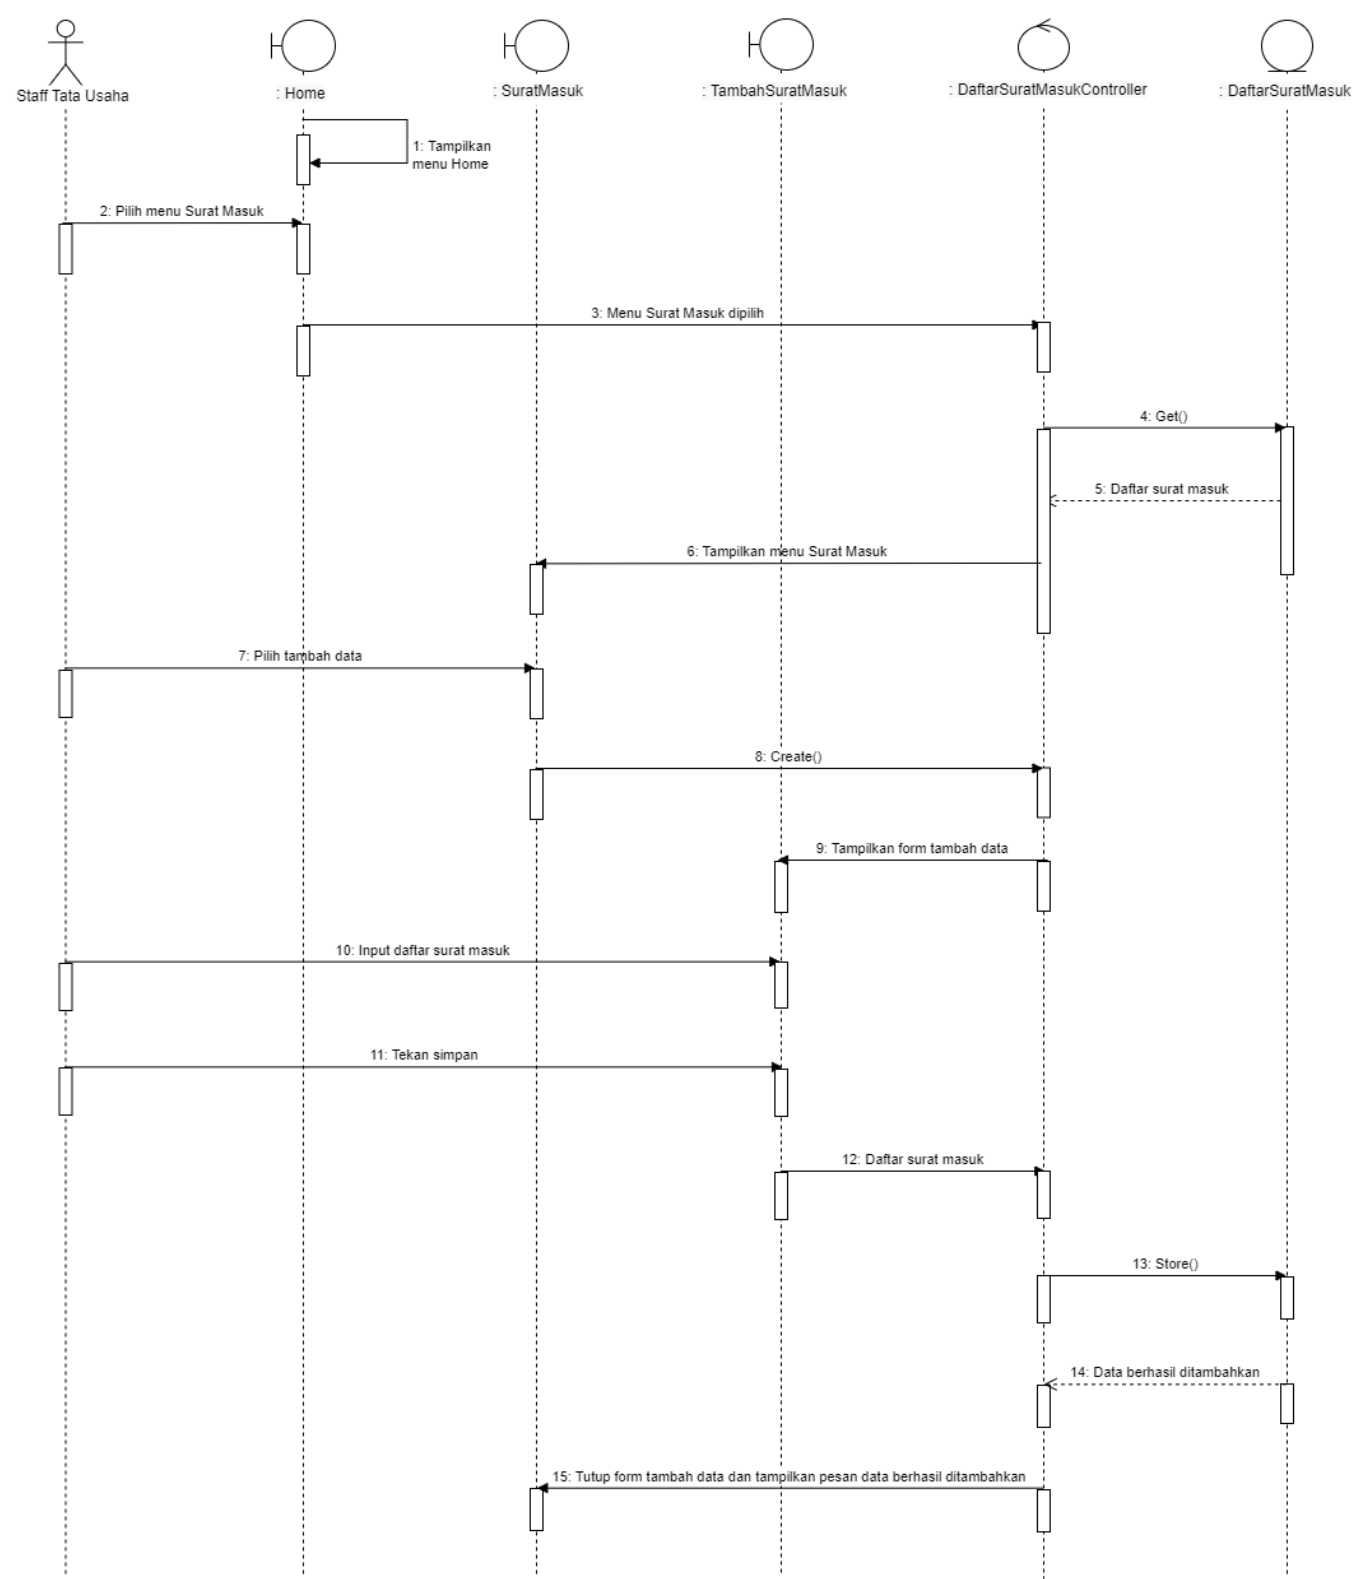 Staff Tata Usaha
: Home
: SuratMasuk
: TambahSuratMasuk
: DaftarSuratMasukController
: DaftarSuratMasuk
1: Tampilkan
menu Home
2: Pilih menu Surat Masuk
3: Menu Surat Masuk dipilih
4: Get()
5: Daftar surat masuk
6: Tampilkan menu Surat Masuk
7: Pilih tambah data
8: Create()
9: Tampilkan form tambah data
10: Input daftar surat masuk
11: Tekan simpan
12: Daftar surat masuk
13: Store()
14: Data berhasil ditambahkan
15: Tutup form tambah data dan tampilkan pesan data berhasil ditambahkan